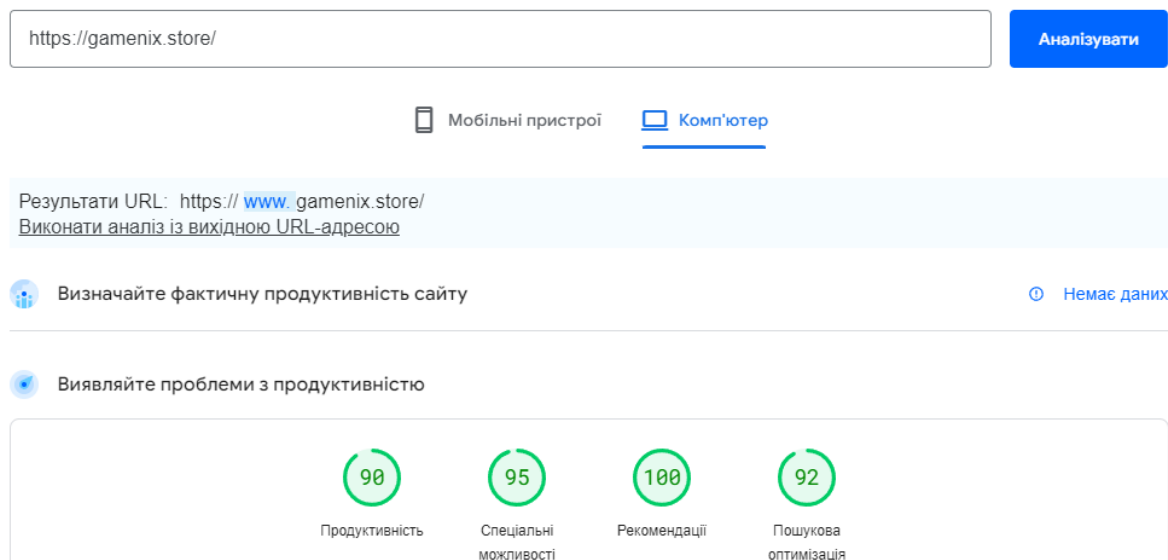 https://gamenix.store/
Аналізувати
Мобільні пристрої
Комп'ютер
Результати URL: https:// www. gamenix.store/
Виконати аналіз із вихідною URL-адресою
Визначайте фактичну продуктивність сайту
Немає даних
Виявляйте проблеми з продуктивністю
90
95
100
92
Продуктивність
Спеціальні
можливості
Рекомендації
Пошукова
оптимізація